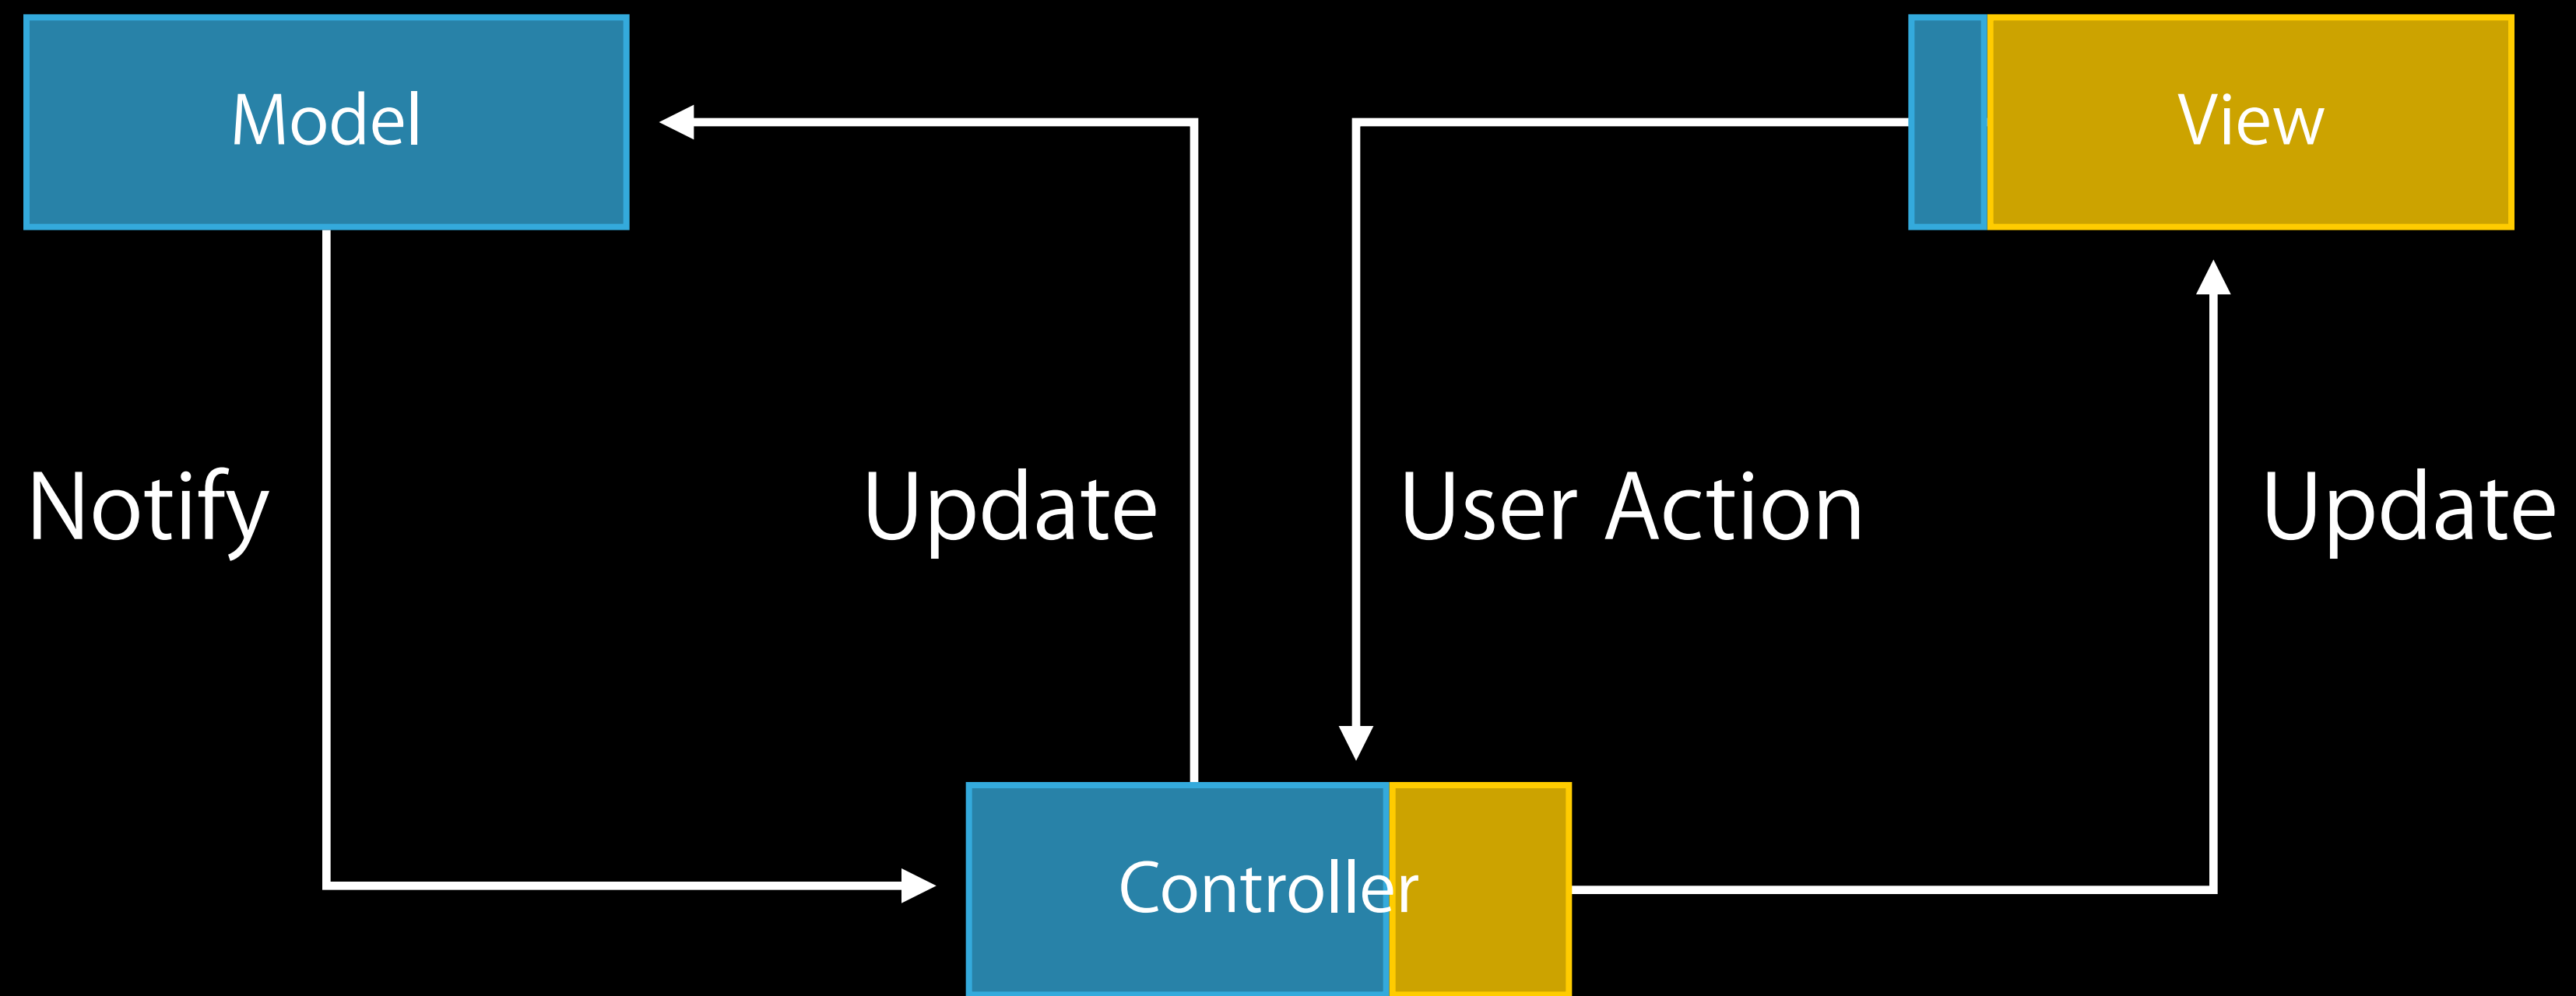 Model
View
Notify
Update
User Action
Update
Controller